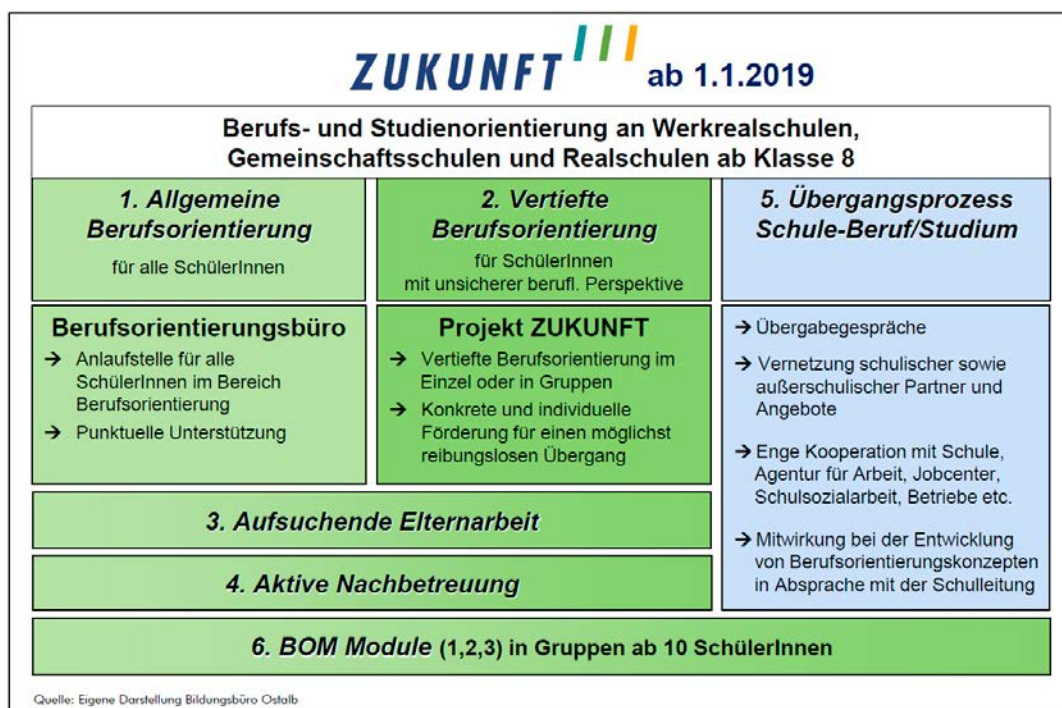 ZUKUNFT ab 1.1.2019
Berufs- und Studienorientierung an Werkrealschulen,
Gemeinschaftsschulen und Realschulen ab Klasse 8
1. Allgemeine
Berufsorientierung
für alle SchülerInnen
2. Vertiefte
Berufsorientierung
für SchülerInnen
mit unsicherer berufl. Perspektive
5. Übergangsprozess
Schule-Beruf/Studium
Berufsorientierungsbüro
→ Anlaufstelle für alle
SchülerInnen im Bereich
Berufsorientierung
→ Punktuelle Unterstützung
Projekt ZUKUNFT
→ Vertiefte Berufsorientierung im
Einzel oder in Gruppen
→ Konkrete und individuelle
Förderung für einen möglichst
reibungslosen Übergang
→ Übergabegespräche
→ Vernetzung schulischer sowie
außerschulischer Partner und
Angebote
→ Enge Kooperation mit Schule,
Agentur für Arbeit, Jobcenter,
Schulsozialarbeit, Betriebe etc.
→ Mitwirkung bei der Entwicklung
von Berufsorientierungskonzepten
in Absprache mit der Schulleitung
3. Aufsuchende Elternarbeit
4. Aktive Nachbetreuung
6. BOM Module (1,2,3) in Gruppen ab 10 SchülerInnen
Quelle: Eigene Darstellung Bildungsbüro Ostalb